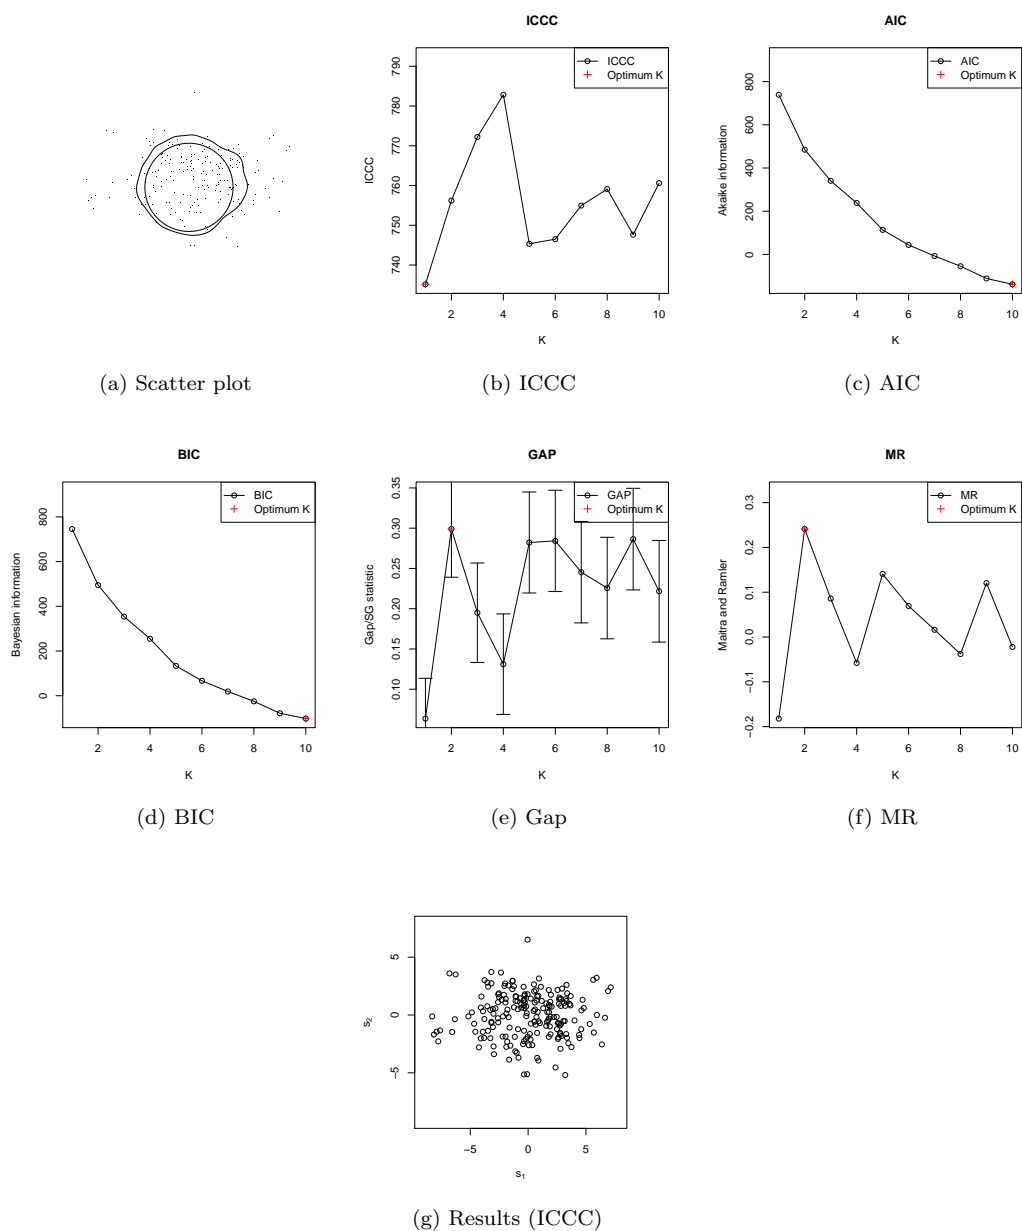 ICCC
AIC
ICCC
Optimum K
AIC
Optimum K
ICCC
740 750 760 770 780 790
Akaike information
0 200 400 600 800
2 4 6 8 10
2 4 6 8 10
K
K
(a) Scatter plot
(b) ICCC
(c) AIC
BIC
GAP
MR
BIC
Optimum K
GAP
Optimum K
MR
Optimum K
Bayesian information
0 200 400 600 800
Gap/SG statistic
0.10 0.15 0.20 0.25 0.30 0.35
Maitra and Ramler
−0.2 −0.1 0.0 0.1 0.2 0.3
2 4 6 8 10
2 4 6 8 10
2 4 6 8 10
K
K
K
(d) BIC
(e) Gap
(f) MR
s2
−5 0 5
−5 0 5
s1
(g) Results (ICCC)